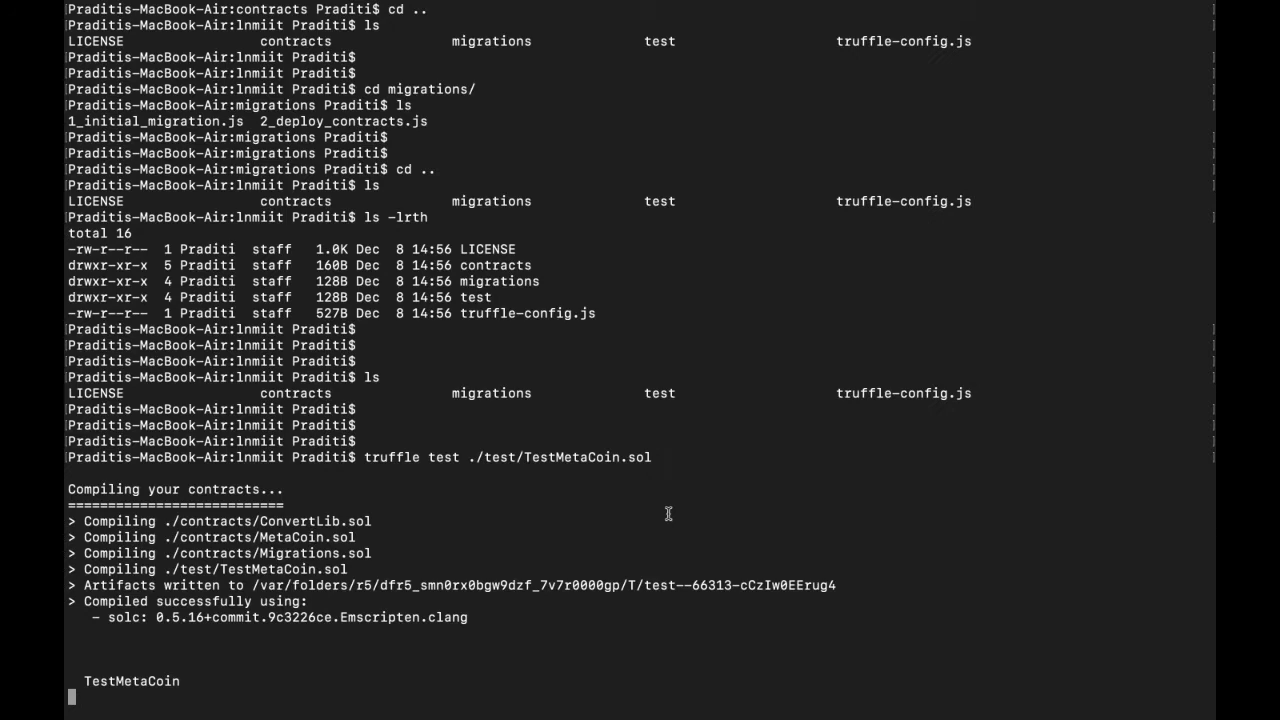 Praditis-MacBook-Air:contracts Praditi$ cd ..
Praditis-MacBook-Air:lnmiit Praditi$ ls
LICENSE contracts migrations test truffle-config.js
Praditis-MacBook-Air:lnmiit Praditi$
Praditis-MacBook-Air:lnmiit Praditi$
Praditis-MacBook-Air:lnmiit Praditi$ cd migrations/
Praditis-MacBook-Air:migrations Praditi$ ls
1_initial_migration.js 2_deploy_contracts.js
Praditis-MacBook-Air:migrations Praditi$
Praditis-MacBook-Air:migrations Praditi$
Praditis-MacBook-Air:migrations Praditi$ cd ..
Praditis-MacBook-Air:lnmiit Praditi$ ls
LICENSE contracts migrations test truffle-config.js
Praditis-MacBook-Air:lnmiit Praditi$ ls -lrth
total 16
-rw-r--r-- 1 Praditi staff 1.0K Dec 8 14:56 LICENSE
drwxr-xr-x 5 Praditi staff 160B Dec 8 14:56 contracts
drwxr-xr-x 4 Praditi staff 128B Dec 8 14:56 migrations
drwxr-xr-x 4 Praditi staff 128B Dec 8 14:56 test
-rw-r--r-- 1 Praditi staff 527B Dec 8 14:56 truffle-config.js
Praditis-MacBook-Air:lnmiit Praditi$
Praditis-MacBook-Air:lnmiit Praditi$
Praditis-MacBook-Air:lnmiit Praditi$
Praditis-MacBook-Air:lnmiit Praditi$ ls
LICENSE contracts migrations test truffle-config.js
Praditis-MacBook-Air:lnmiit Praditi$
Praditis-MacBook-Air:lnmiit Praditi$
Praditis-MacBook-Air:lnmiit Praditi$
Praditis-MacBook-Air:lnmiit Praditi$ truffle test ./test/TestMetaCoin.sol
Compiling your contracts...
===========================
> Compiling ./contracts/ConvertLib.sol
> Compiling ./contracts/MetaCoin.sol
> Compiling ./contracts/Migrations.sol
> Compiling ./test/TestMetaCoin.sol
> Artifacts written to /var/folders/r5/dfr5_smn0rx0bgw9dzf_7v7r0000gp/T/test--66313-cCzIw0EErug4
> Compiled successfully using:
- solc: 0.5.16+commit.9c3226ce.Emscripten.clang
TestMetaCoin